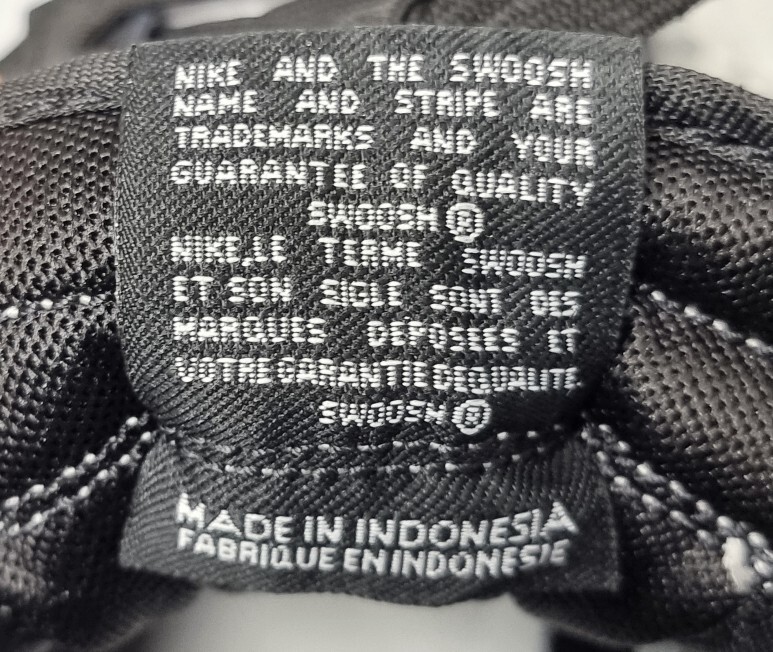 NIKE AND THE SWOOSH
NAME AND STRIPE ARE
TRADEMARKS AND YOUR
GUARANTEE OF QUALITY
SWOOSH®
NIKE,LE TERME SWOOSH
ET SON SIGLE SONT DES
MARQUES DEPOSEES ET
VOTRE GARANTIE DE QUALITE
SWOOSH®
MADE IN INDONESIA
FABRIQUE EN INDONESIE